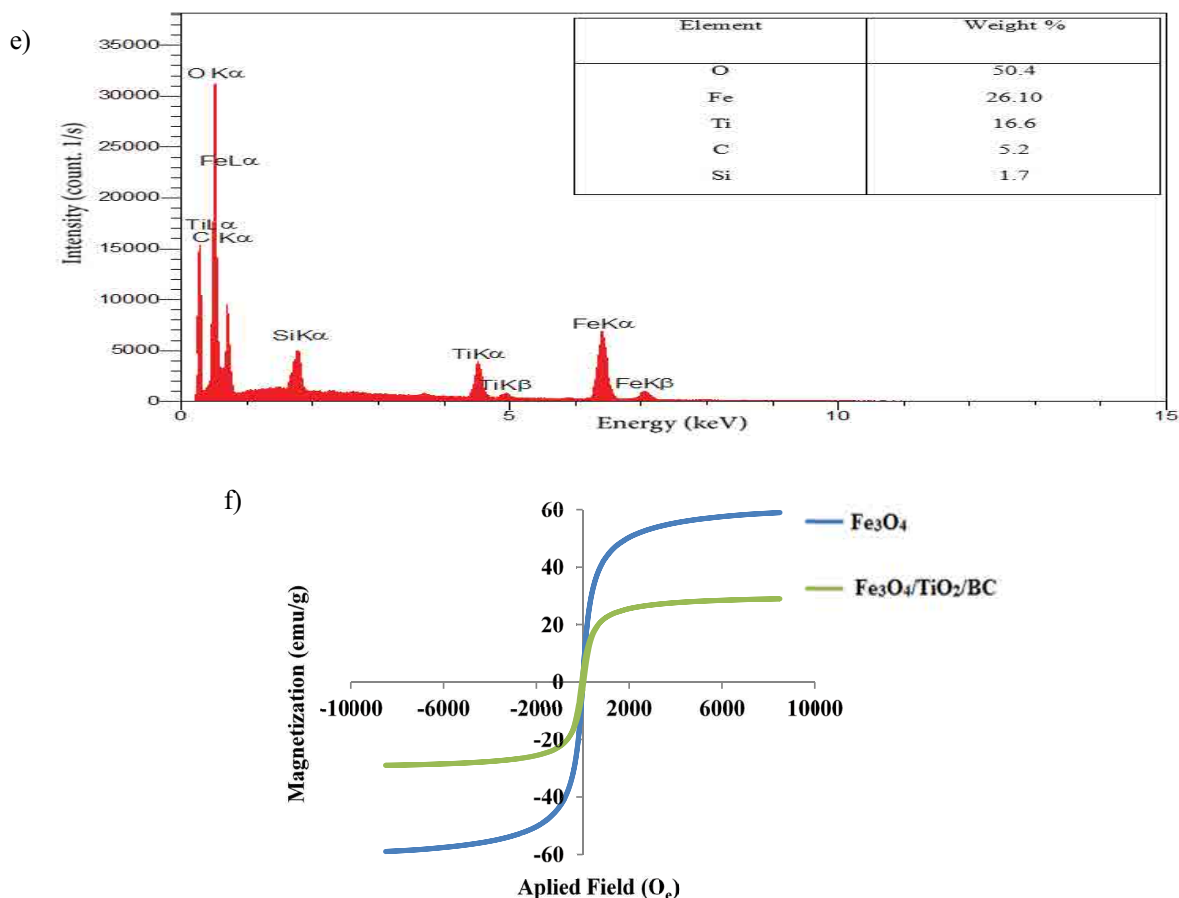 e)
Element Weight %
O 50.4
Fe 26.10
Ti 16.6
C 5.2
Si 1.7
35000
30000
25000
20000
15000
10000
5000
0
Intensity (count. 1/s)
O Kα
FeLα
TiLα
C Kα
SiKα
TiKα
TiKβ
FeKα
FeKβ
0 5 10 15
Energy (keV)
f)
60
40
20
0
-20
-40
-60
Magnetization (emu/g)
-10000 -6000 -2000 2000 6000 10000
Aplied Field (Oₑ)
Fe₃O₄
Fe₃O₄/TiO₂/BC